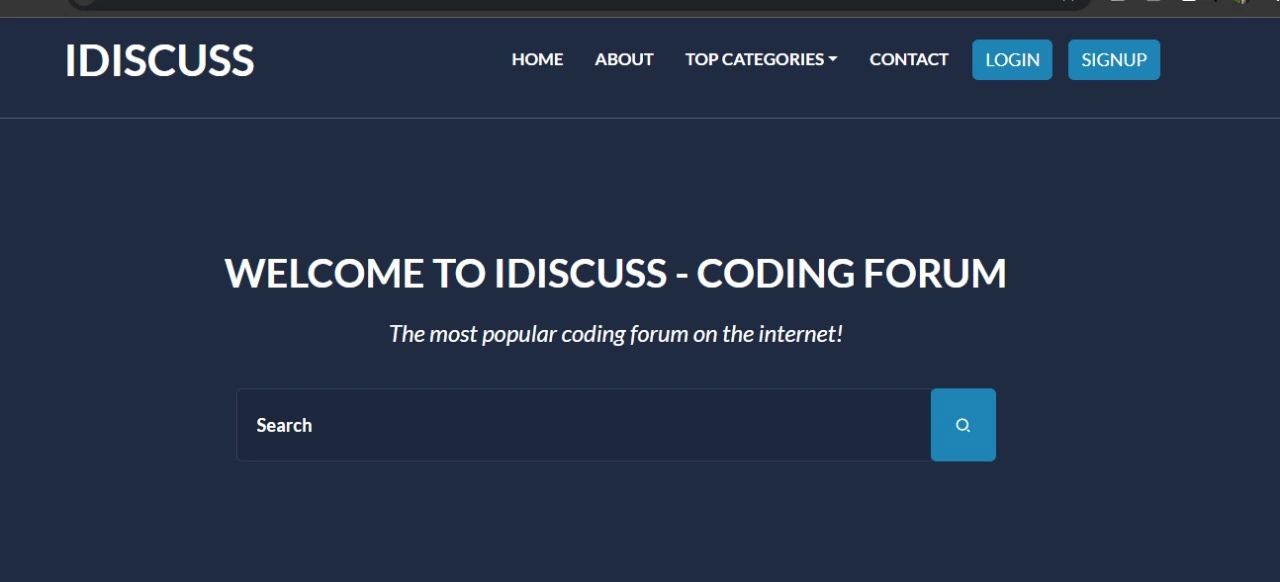 IDISCUSS
HOME ABOUT TOP CATEGORIES CONTACT LOGIN SIGNUP
WELCOME TO IDISCUSS - CODING FORUM
The most popular coding forum on the internet!
Search